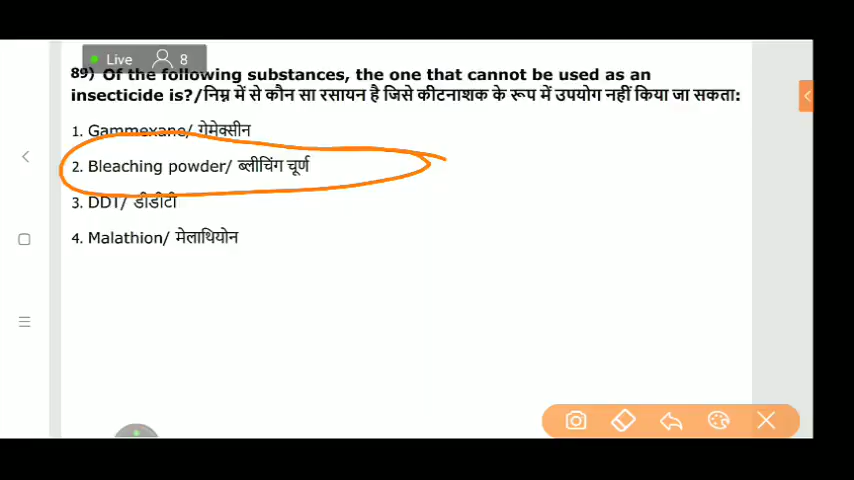 Live 8
89) Of the following substances, the one that cannot be used as an
insecticide is?/निम्न में से कौन सा रसायन है जिसे कीटनाशक के रूप में उपयोग नहीं किया जा सकता:
1. Gammexane/ गेमेक्सीन
2. Bleaching powder/ ब्लीचिंग चूर्ण
3. DDT/ डीडीटी
4. Malathion/ मेलाथियोन